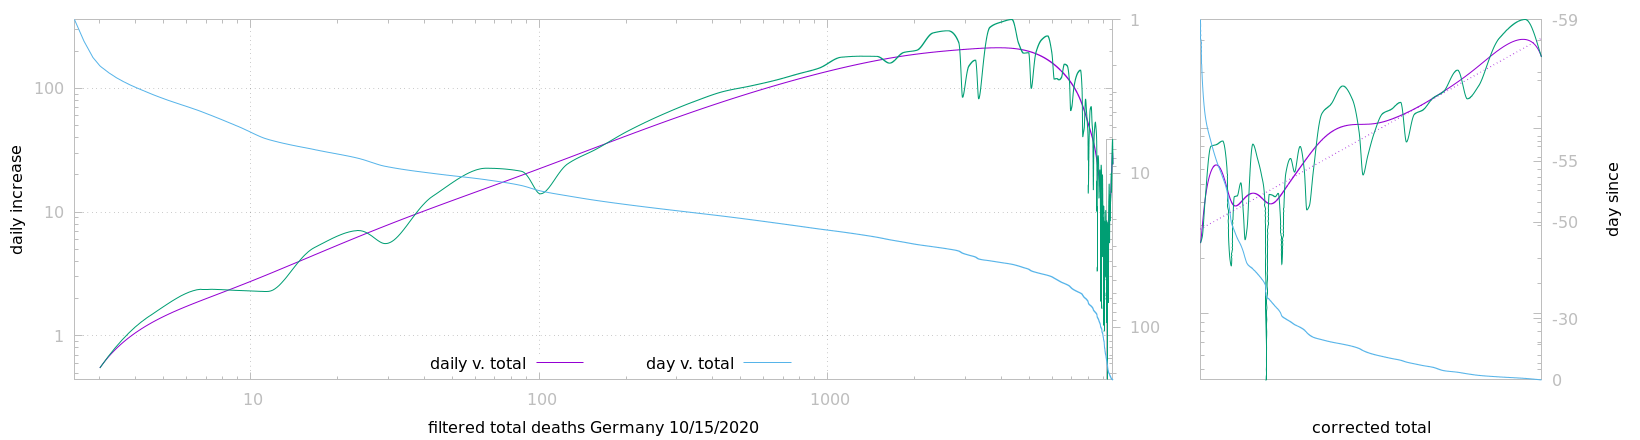 daily increase
100
10
1
10
100
1000
daily v. total
day v. total
filtered total deaths Germany 10/15/2020
1
10
100
-59
-55
-50
-30
0
day since
corrected total